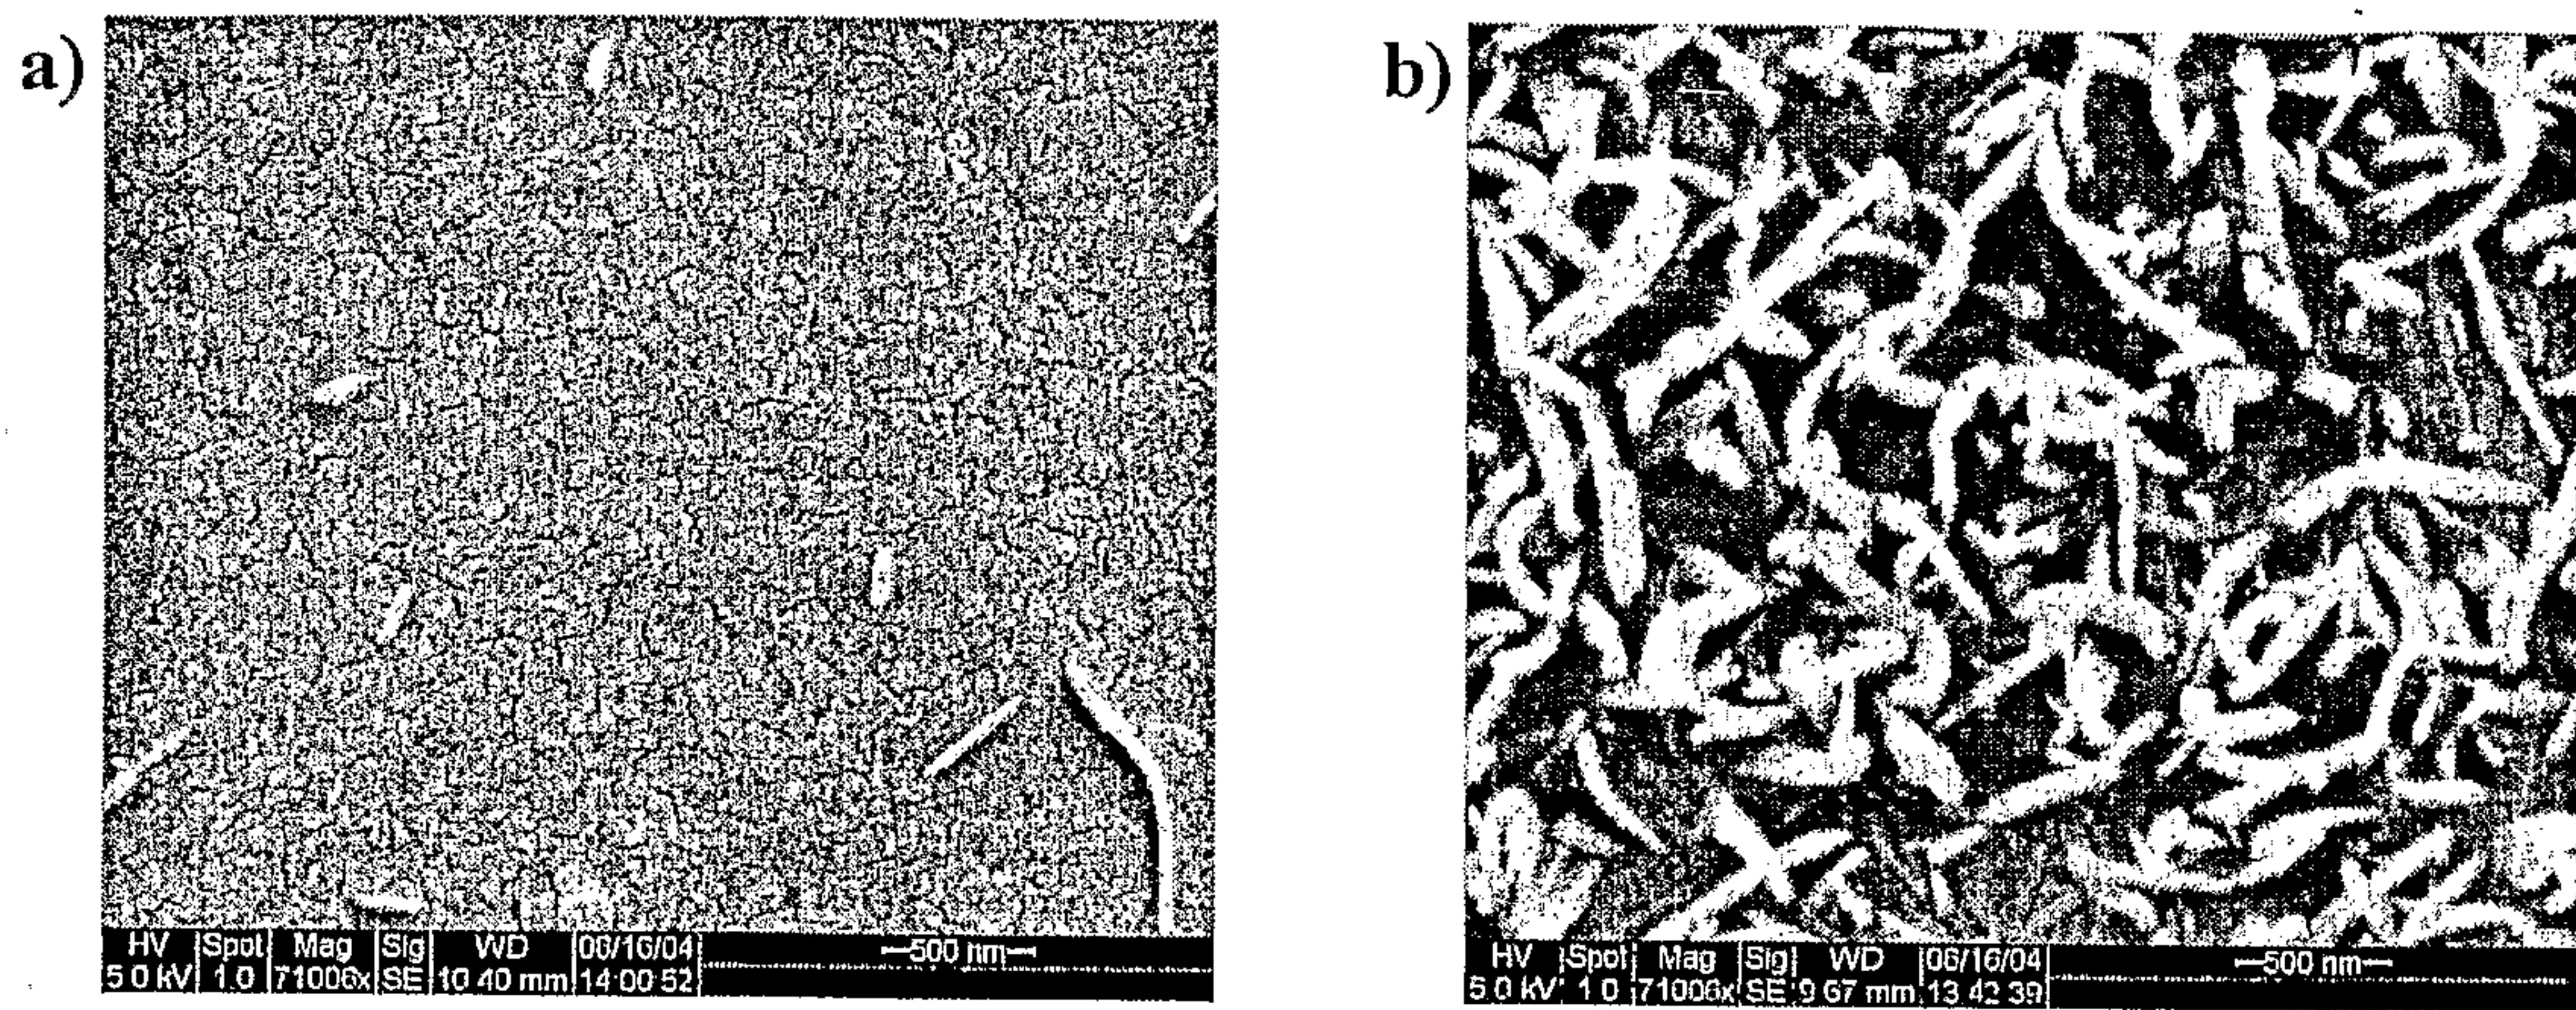 a)
HV Spot Mag Sig WD 06/16/04 500 nm
5.0 kV 1.0 71006x SE 10.40 mm 14:00:52
b)
HV Spot Mag Sig WD 06/16/04 500 nm
5.0 kV 1.0 71006x SE 9.67 mm 13:42:39